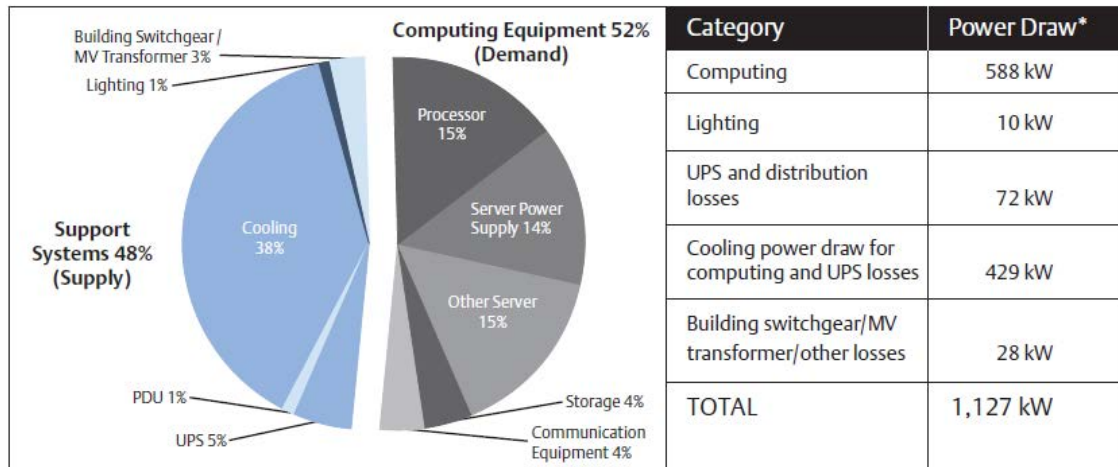 Building Switchgear /
MV Transformer 3%
Lighting 1%
Computing Equipment 52%
(Demand)
Processor
15%
Server Power
Supply 14%
Other Server
15%
Storage 4%
Communication
Equipment 4%
Support
Systems 48%
(Supply)
Cooling
38%
PDU 1%
UPS 5%
Category Power Draw*
Computing 588 kW
Lighting 10 kW
UPS and distribution
losses 72 kW
Cooling power draw for
computing and UPS losses 429 kW
Building switchgear/MV
transformer/other losses 28 kW
TOTAL 1,127 kW